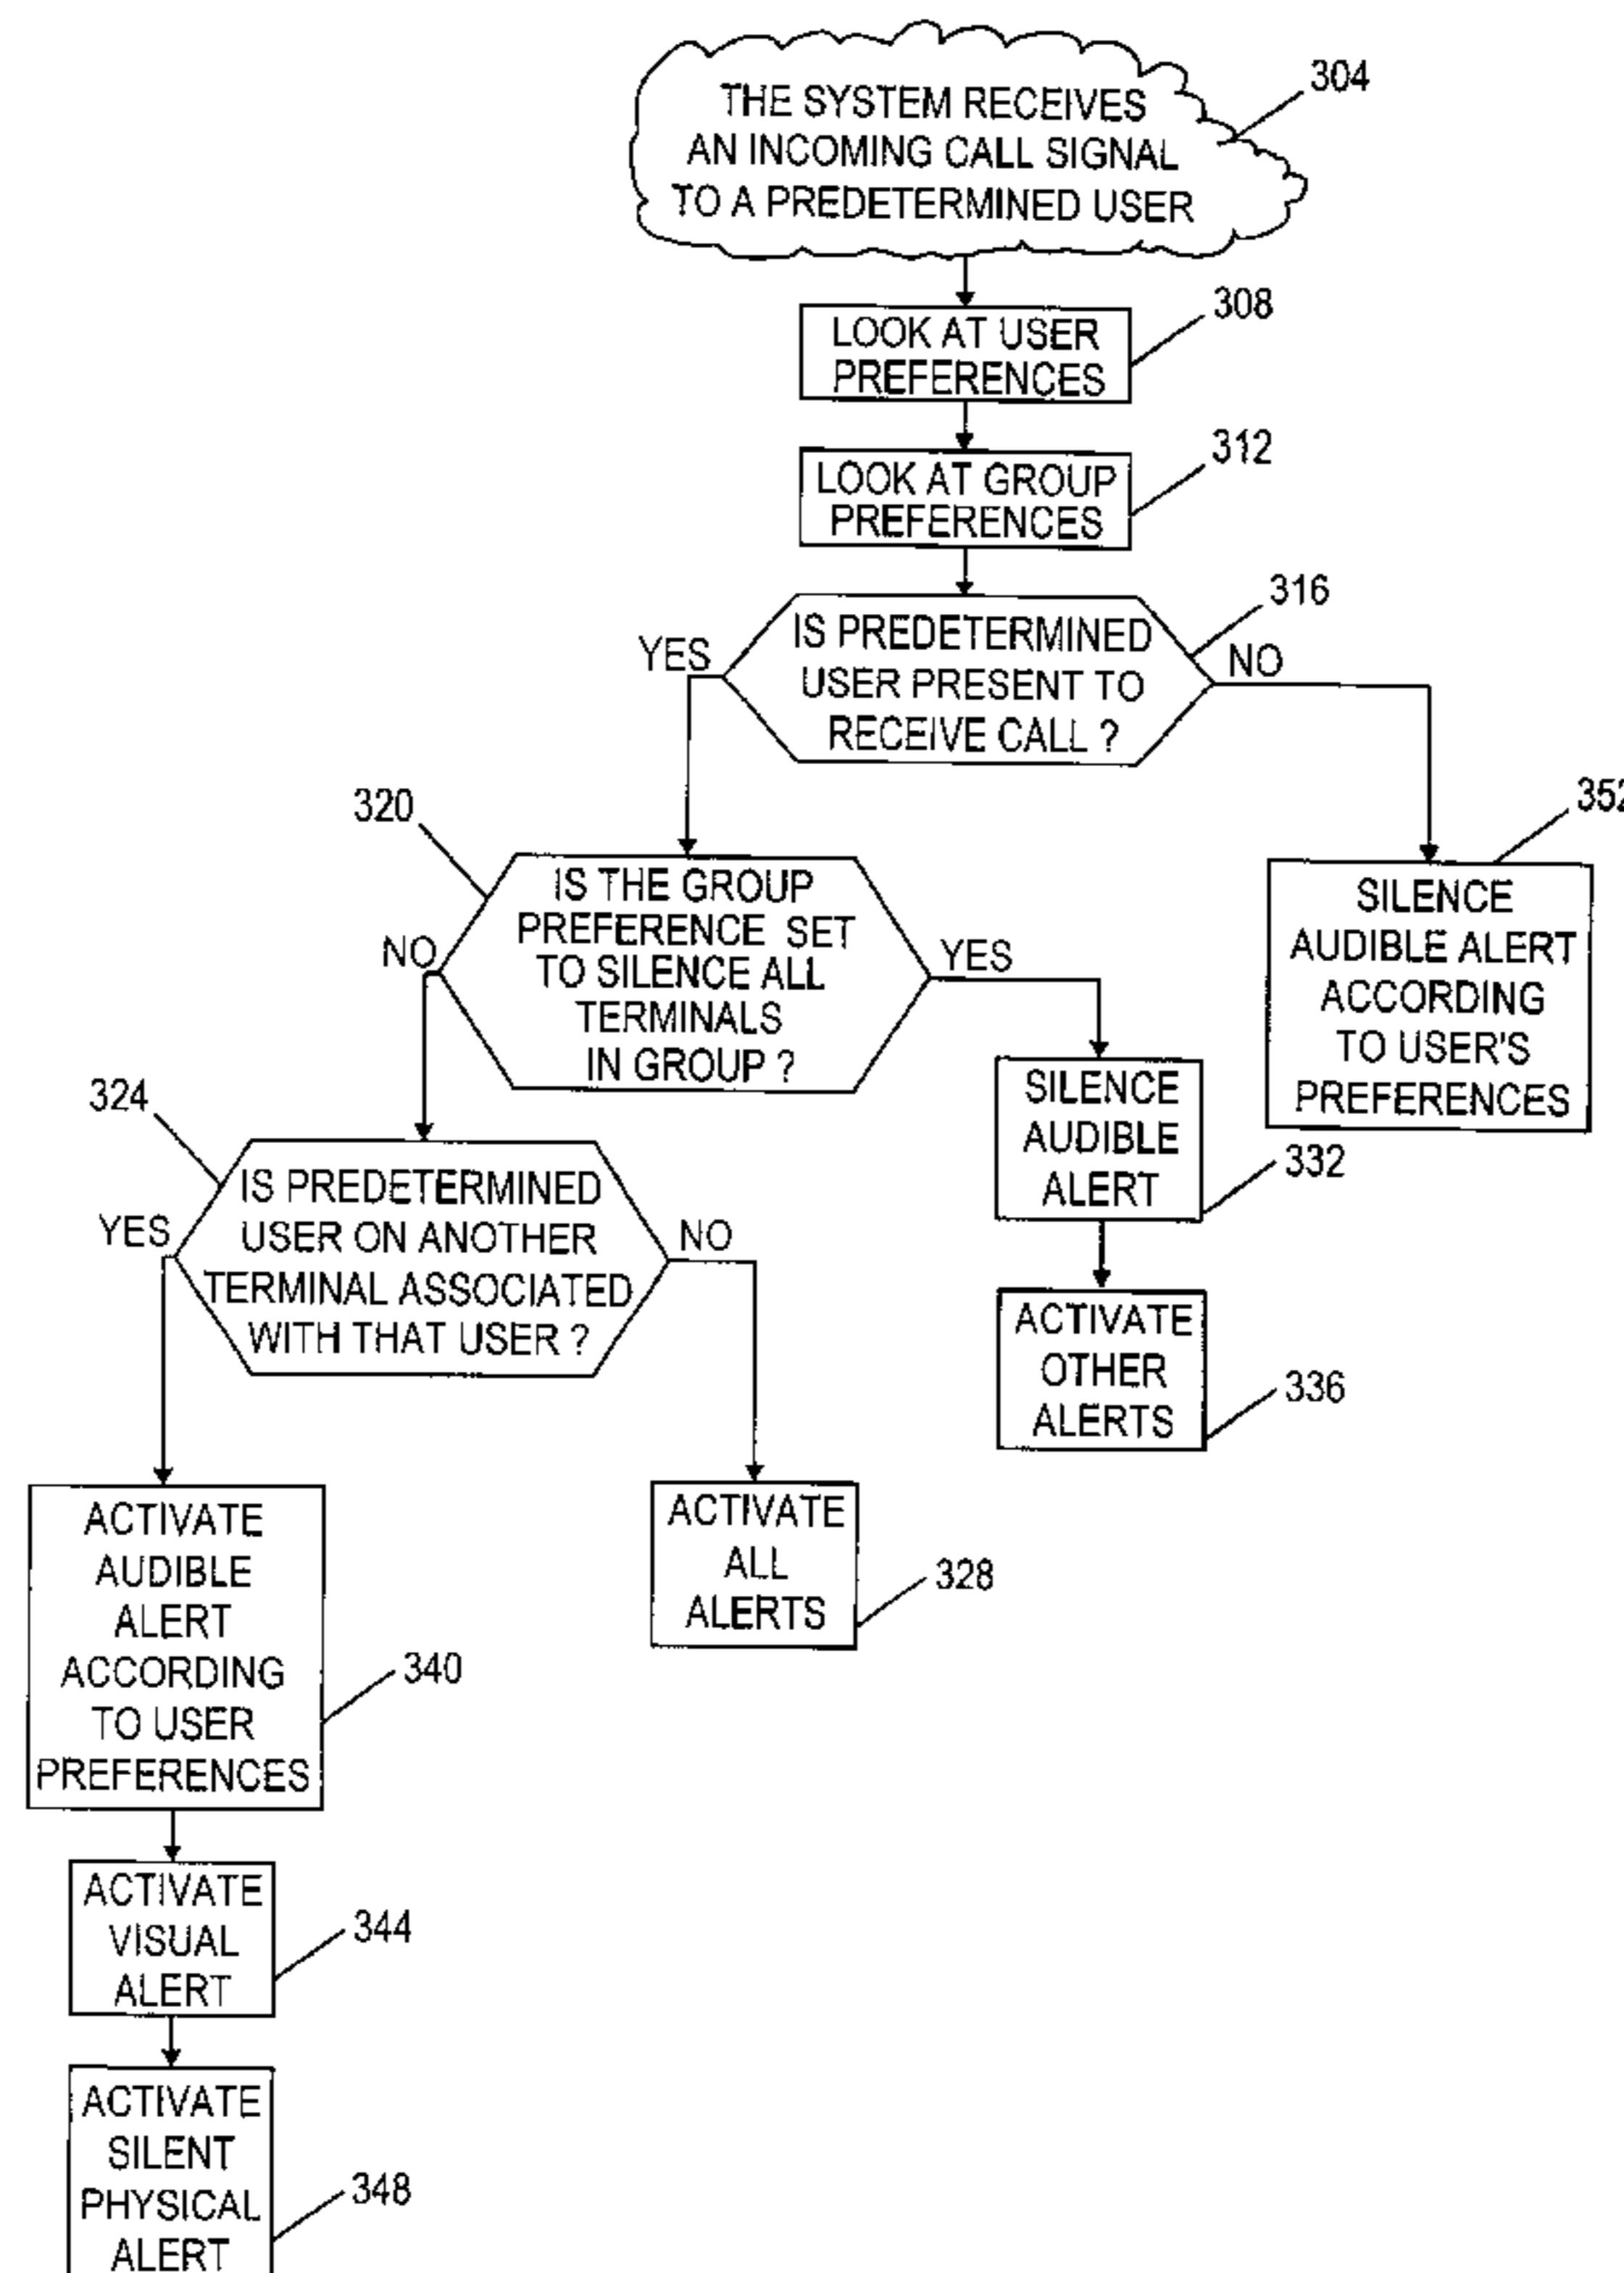 THE SYSTEM RECEIVES
AN INCOMING CALL SIGNAL
TO A PREDETERMINED USER
304
LOOK AT USER
PREFERENCES
308
LOOK AT GROUP
PREFERENCES
312
IS PREDETERMINED
USER PRESENT TO
RECEIVE CALL ?
316
YES
NO
320
IS THE GROUP
PREFERENCE SET
TO SILENCE ALL
TERMINALS
IN GROUP ?
NO
YES
352
SILENCE
AUDIBLE ALERT
ACCORDING
TO USER'S
PREFERENCES
324
IS PREDETERMINED
USER ON ANOTHER
TERMINAL ASSOCIATED
WITH THAT USER ?
YES
NO
SILENCE
AUDIBLE
ALERT
332
ACTIVATE
OTHER
ALERTS
336
ACTIVATE
AUDIBLE
ALERT
ACCORDING
TO USER
PREFERENCES
340
ACTIVATE
ALL
ALERTS
328
ACTIVATE
VISUAL
ALERT
344
ACTIVATE
SILENT
PHYSICAL
ALERT
348